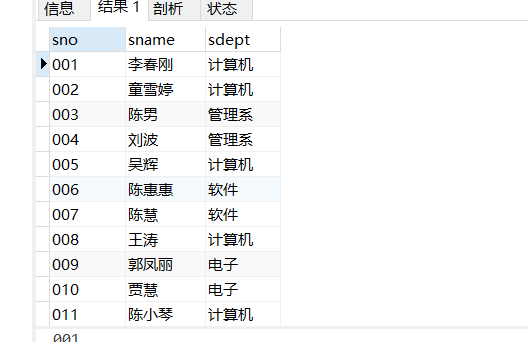 信息 结果 1 剖析 状态
sno sname sdept
001 李春刚 计算机
002 童雪婷 计算机
003 陈男 管理系
004 刘波 管理系
005 吴辉 计算机
006 陈惠惠 软件
007 陈慧 软件
008 王涛 计算机
009 郭凤丽 电子
010 贾慧 电子
011 陈小琴 计算机
001